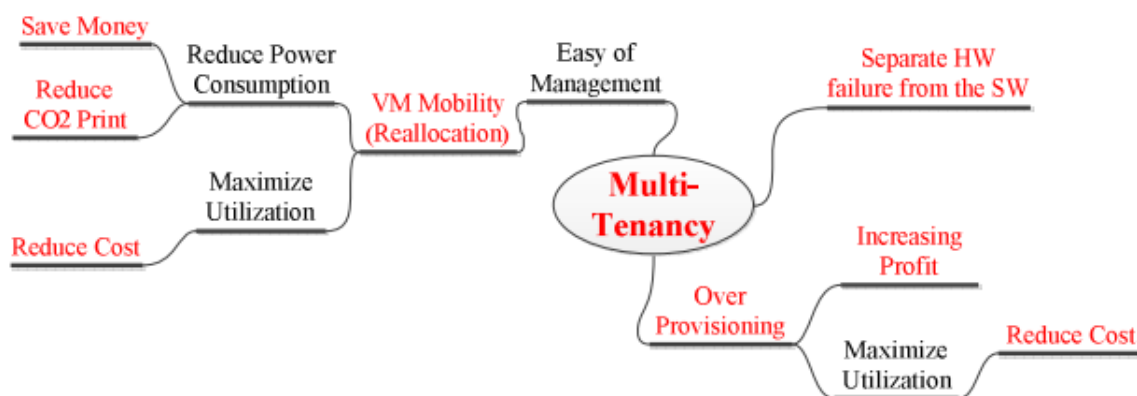 Save Money
Reduce
CO2 Print
Reduce Power
Consumption
Maximize
Utilization
Reduce Cost
VM Mobility
(Reallocation)
Easy of
Management
Multi-
Tenancy
Separate HW
failure from the SW
Over
Provisioning
Increasing
Profit
Maximize
Utilization
Reduce Cost